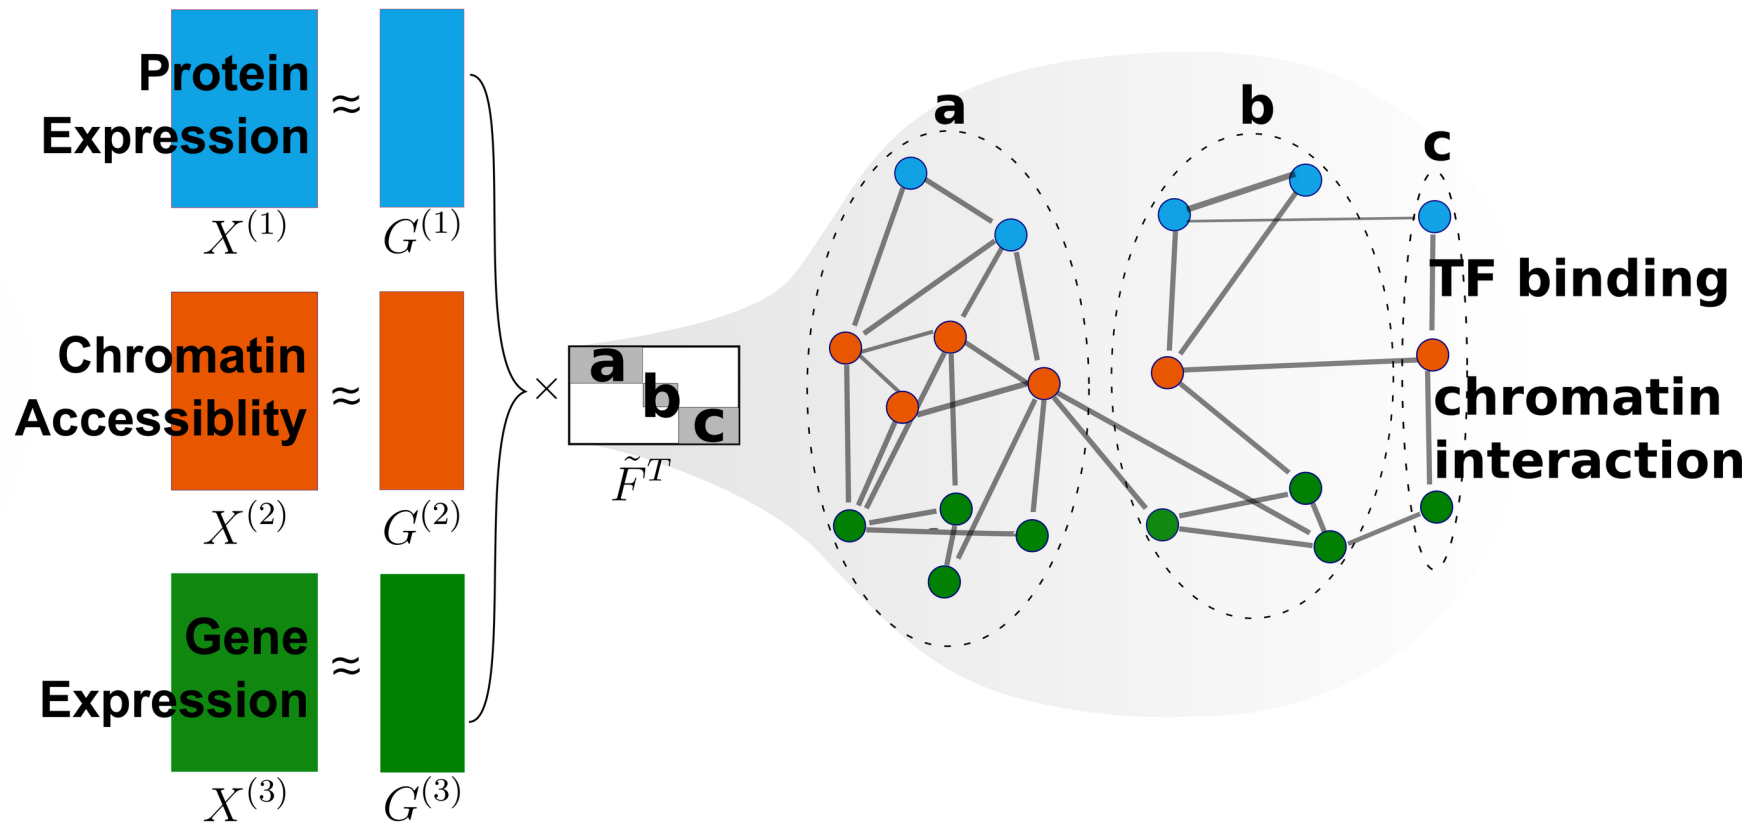 Protein
Expression
≈
X^(1)
G^(1)
Chromatin
Accessiblity
≈
X^(2)
G^(2)
Gene
Expression
≈
X^(3)
G^(3)
×
a
b
c
F̃^T
a
b
c
TF binding
chromatin
interaction